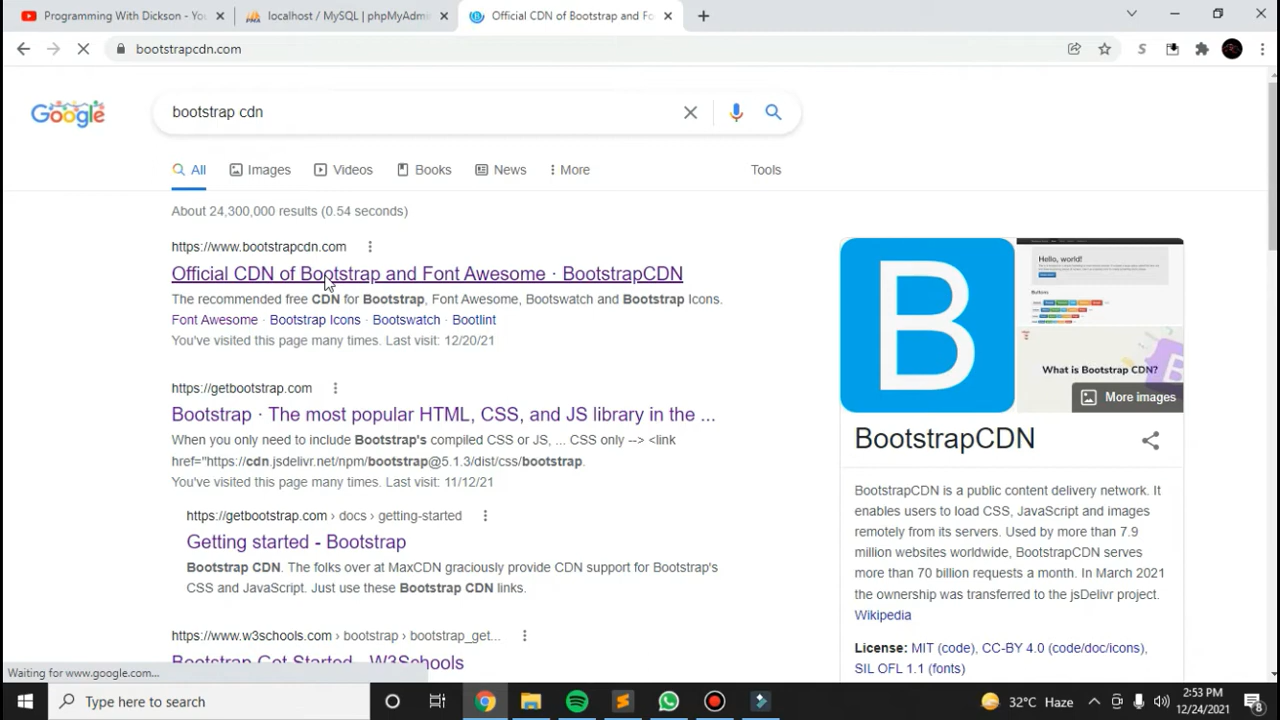 Programming With Dickson - You
localhost / MySQL | phpMyAdmin
Official CDN of Bootstrap and Fo
bootstrapcdn.com
Google
bootstrap cdn
All
Images
Videos
Books
News
More
Tools
About 24,300,000 results (0.54 seconds)
https://www.bootstrapcdn.com
Official CDN of Bootstrap and Font Awesome · BootstrapCDN
The recommended free CDN for Bootstrap, Font Awesome, Bootswatch and Bootstrap Icons.
Font Awesome · Bootstrap Icons · Bootswatch · Bootlint
You've visited this page many times. Last visit: 12/20/21
https://getbootstrap.com
Bootstrap · The most popular HTML, CSS, and JS library in the ...
When you only need to include Bootstrap's compiled CSS or JS, ... CSS only --> <link
href="https://cdn.jsdelivr.net/npm/bootstrap@5.1.3/dist/css/bootstrap.
You've visited this page many times. Last visit: 11/12/21
https://getbootstrap.com › docs › getting-started
Getting started - Bootstrap
Bootstrap CDN. The folks over at MaxCDN graciously provide CDN support for Bootstrap's
CSS and JavaScript. Just use these Bootstrap CDN links.
https://www.w3schools.com › bootstrap › bootstrap_get...
Bootstrap Get Started - W3Schools
Hello, world!
Buttons
What is Bootstrap CDN?
More images
BootstrapCDN
BootstrapCDN is a public content delivery network. It
enables users to load CSS, JavaScript and images
remotely from its servers. Used by more than 7.9
million websites worldwide, BootstrapCDN serves
more than 70 billion requests a month. In March 2021
the ownership was transferred to the jsDelivr project.
Wikipedia
License: MIT (code), CC-BY 4.0 (code/doc/icons),
SIL OFL 1.1 (fonts)
Waiting for www.google.com...
Type here to search
32°C Haze
2:53 PM
12/24/2021
8